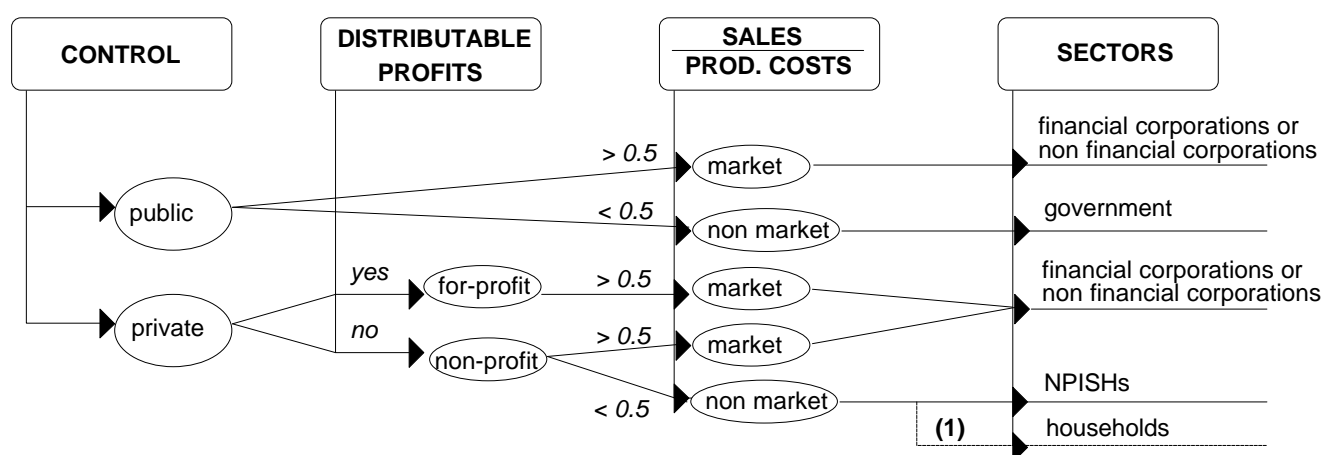 CONTROL
DISTRIBUTABLE
PROFITS
SALES
PROD. COSTS
SECTORS
financial corporations or
non financial corporations
> 0.5
market
public
< 0.5
non market
government
yes
for-profit
> 0.5
market
financial corporations or
non financial corporations
private
no
non-profit
> 0.5
market
< 0.5
non market
NPISHs
(1)
households